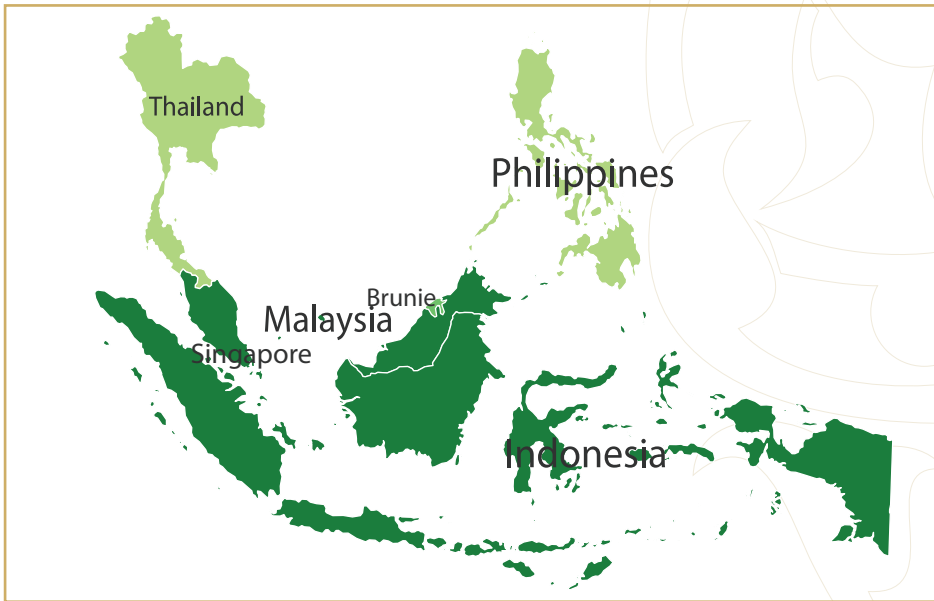 Thailand
Philippines
Brunie
Malaysia
Singapore
Indonesia